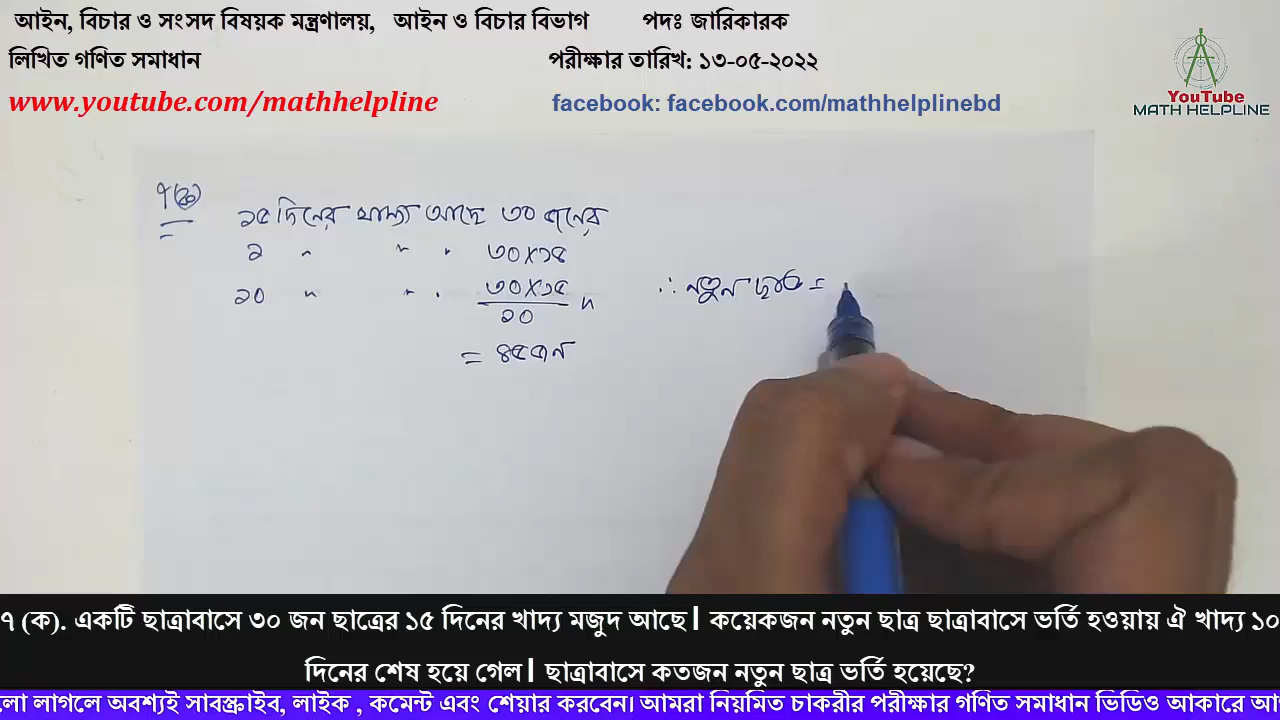 আইন, বিচার ও সংসদ বিষয়ক মন্ত্রণালয়, আইন ও বিচার বিভাগ পদঃ জারিকারক
লিখিত গণিত সমাধান পরীক্ষার তারিখ: ১৩-০৫-২০২২
www.youtube.com/mathhelpline facebook: facebook.com/mathhelplinebd
YouTube
MATH HELPLINE
৭(ক)
১৫ দিনের খাদ্য আছে ৩০ জনের
১ " " " ৩০×১৫
১০ " " " ৩০×১৫ "
১০
= ৪৫ জন
∴ নতুন ছাত্র =
৭ (ক). একটি ছাত্রাবাসে ৩০ জন ছাত্রের ১৫ দিনের খাদ্য মজুদ আছে। কয়েকজন নতুন ছাত্র ছাত্রাবাসে ভর্তি হওয়ায় ঐ খাদ্য ১০
দিনের শেষ হয়ে গেল। ছাত্রাবাসে কতজন নতুন ছাত্র ভর্তি হয়েছে?
লো লাগলে অবশ্যই সাবস্ক্রাইব, লাইক , কমেন্ট এবং শেয়ার করবেন। আমরা নিয়মিত চাকরীর পরীক্ষার গণিত সমাধান ভিডিও আকারে আ